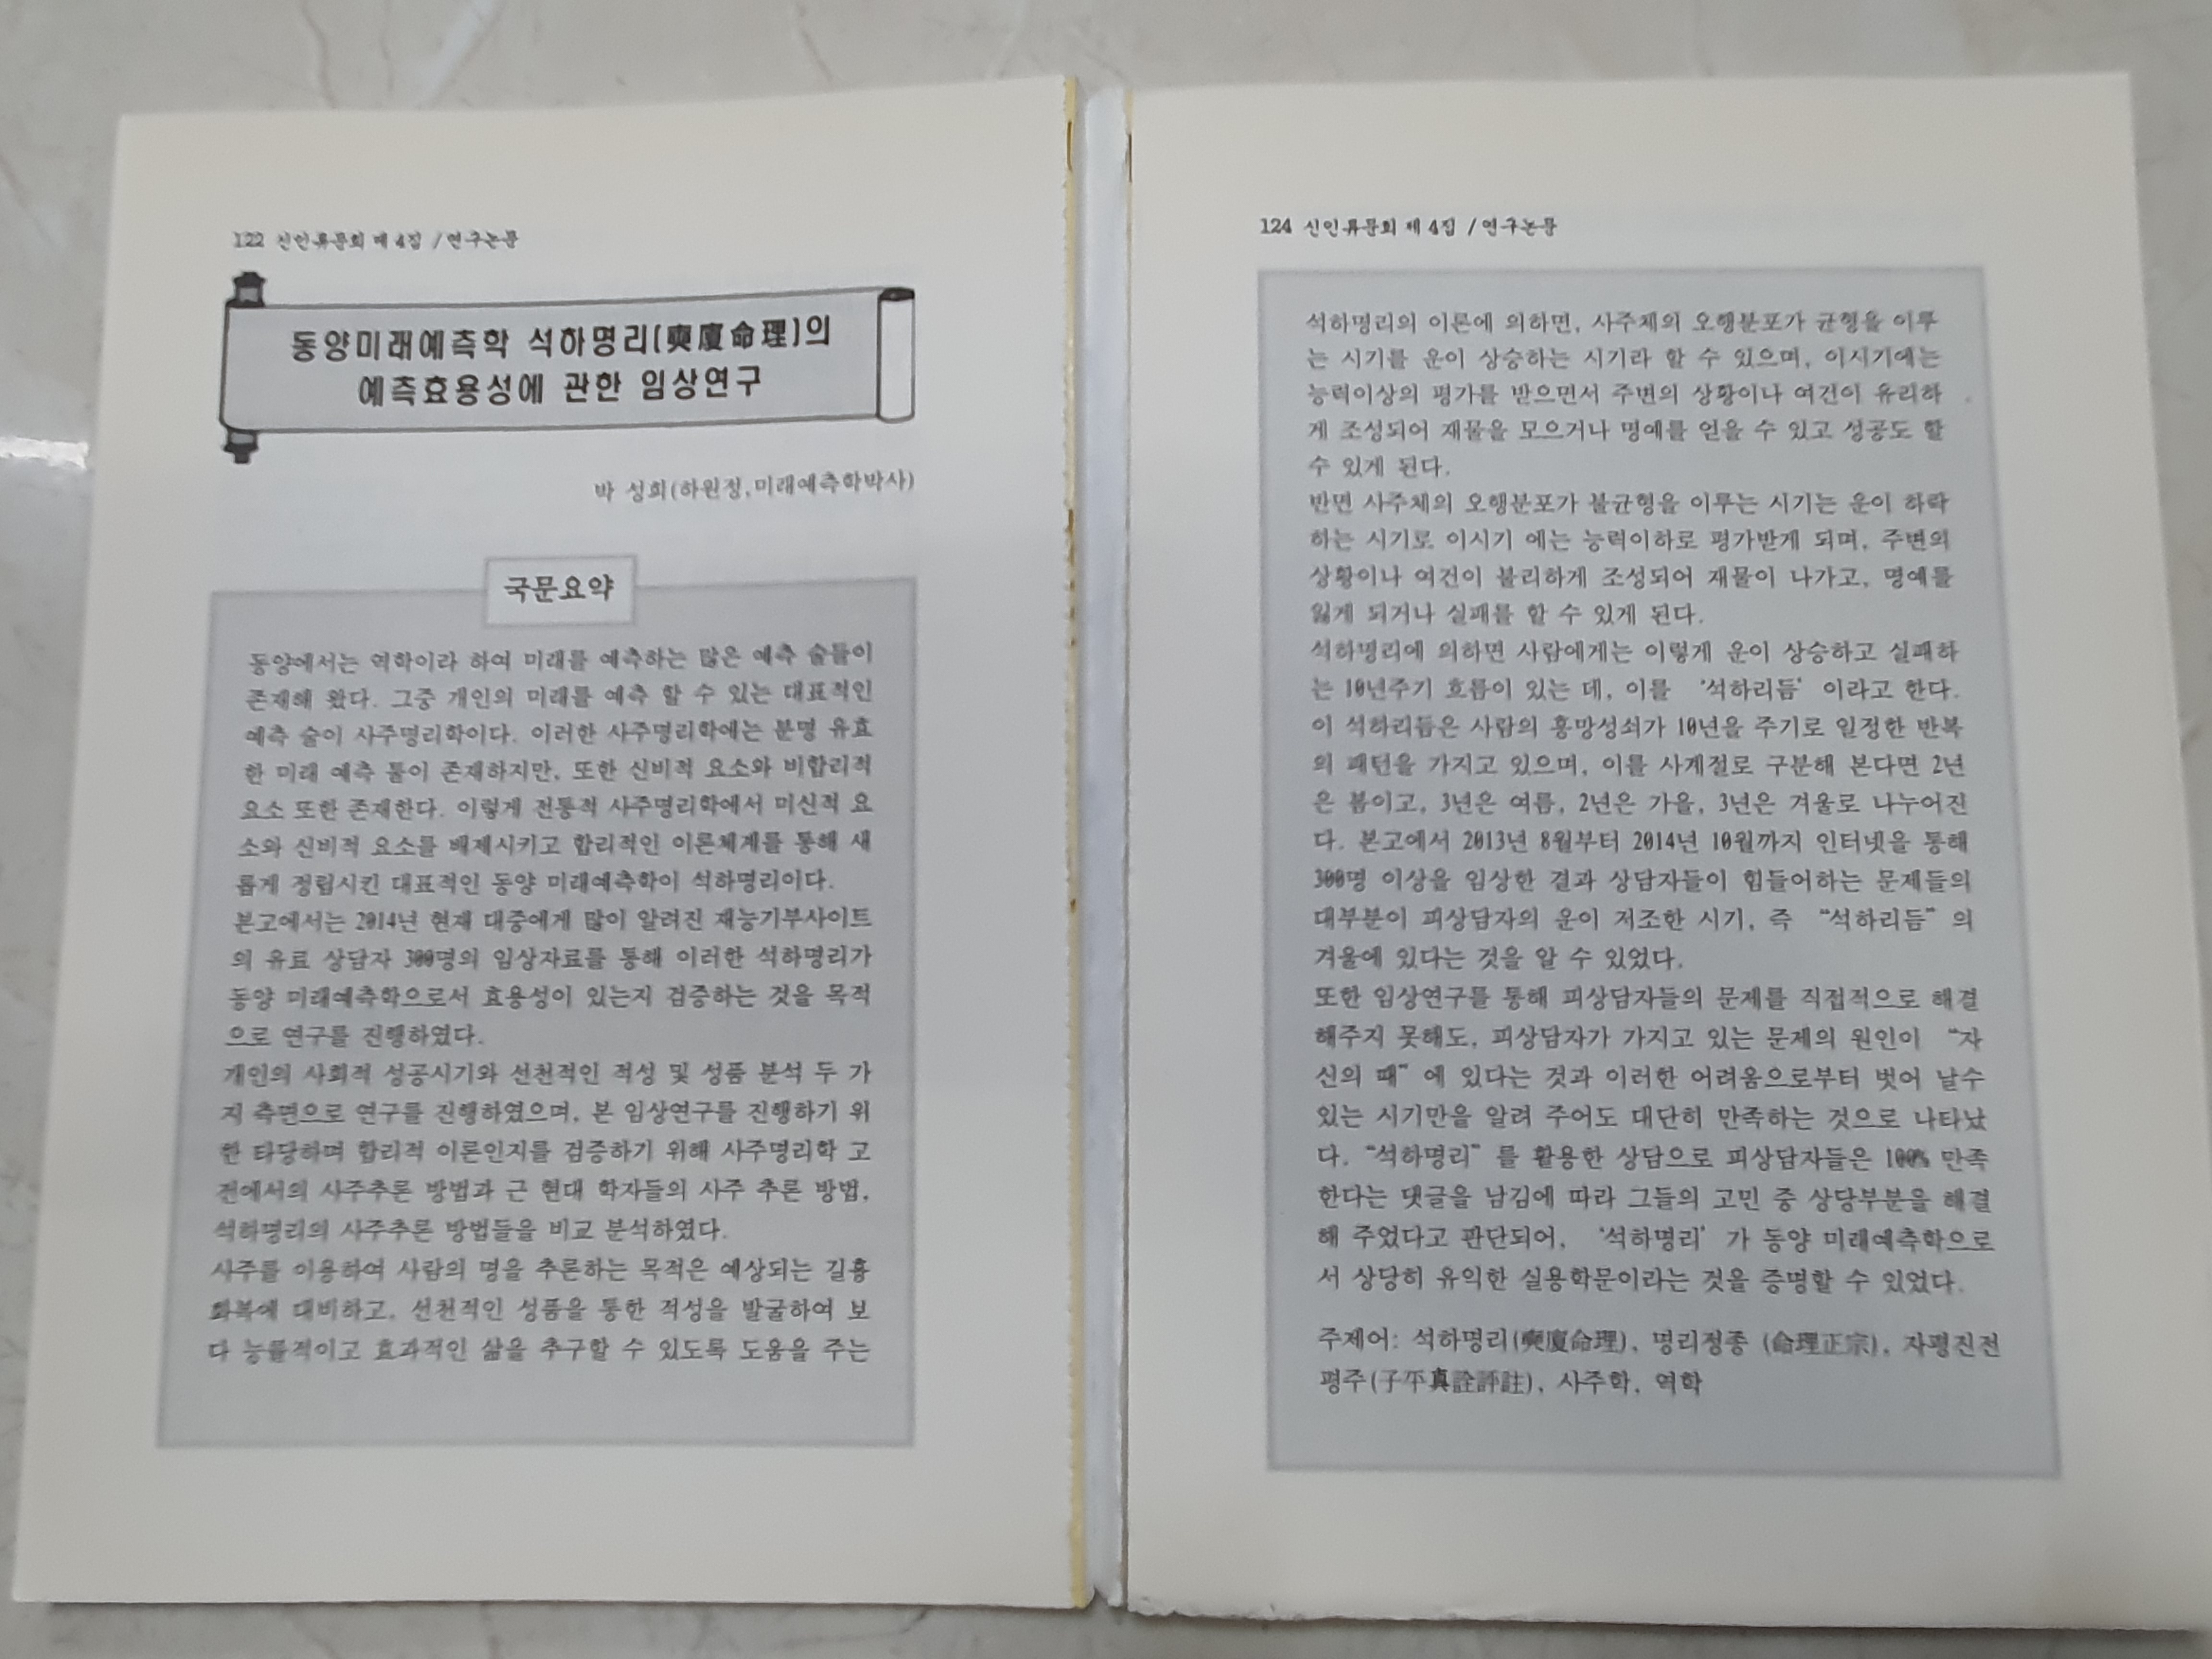 122 신인류문회 제 4집 /연구논문
동양미래예측학 석하명리(奭廈命理)의
예측효용성에 관한 임상연구
박 성희(하원정,미래예측학박사)
국문요약
동양에서는 역학이라 하여 미래를 예측하는 많은 예측 술들이
존재해 왔다. 그중 개인의 미래를 예측 할 수 있는 대표적인
예측 술이 사주명리학이다. 이러한 사주명리학에는 분명 유효
한 미래 예측 툴이 존재하지만, 또한 신비적 요소와 비합리적
요소 또한 존재한다. 이렇게 전통적 사주명리학에서 미신적 요
소와 신비적 요소를 배제시키고 합리적인 이론체계를 통해 새
롭게 정립시킨 대표적인 동양 미래예측학이 석하명리이다.
본고에서는 2014년 현재 대중에게 많이 알려진 재능기부사이트
의 유료 상담자 300명의 임상자료를 통해 이러한 석하명리가
동양 미래예측학으로서 효용성이 있는지 검증하는 것을 목적
으로 연구를 진행하였다.
개인의 사회적 성공시기와 선천적인 적성 및 성품 분석 두 가
지 측면으로 연구를 진행하였으며, 본 임상연구를 진행하기 위
한 타당하며 합리적 이론인지를 검증하기 위해 사주명리학 고
전에서의 사주추론 방법과 근 현대 학자들의 사주 추론 방법,
석하명리의 사주추론 방법들을 비교 분석하였다.
사주를 이용하여 사람의 명을 추론하는 목적은 예상되는 길흉
화복에 대비하고, 선천적인 성품을 통한 적성을 발굴하여 보
다 능률적이고 효과적인 삶을 추구할 수 있도록 도움을 주는
124 신인류문회 제 4집 /연구논문
석하명리의 이론에 의하면, 사주체의 오행분포가 균형을 이루
는 시기를 운이 상승하는 시기라 할 수 있으며, 이시기에는
능력이상의 평가를 받으면서 주변의 상황이나 여건이 유리하
게 조성되어 재물을 모으거나 명예를 얻을 수 있고 성공도 할
수 있게 된다.
반면 사주체의 오행분포가 불균형을 이루는 시기는 운이 하락
하는 시기로 이시기 에는 능력이하로 평가받게 되며, 주변의
상황이나 여건이 불리하게 조성되어 재물이 나가고, 명예를
잃게 되거나 실패를 할 수 있게 된다.
석하명리에 의하면 사람에게는 이렇게 운이 상승하고 실패하
는 10년주기 흐름이 있는 데, 이를 '석하리듬' 이라고 한다.
이 석하리듬은 사람의 흥망성쇠가 10년을 주기로 일정한 반복
의 패턴을 가지고 있으며, 이를 사계절로 구분해 본다면 2년
은 봄이고, 3년은 여름, 2년은 가을, 3년은 겨울로 나누어진
다. 본고에서 2013년 8월부터 2014년 10월까지 인터넷을 통해
300명 이상을 임상한 결과 상담자들이 힘들어하는 문제들의
대부분이 피상담자의 운이 저조한 시기, 즉 “석하리듬” 의
겨울에 있다는 것을 알 수 있었다.
또한 임상연구를 통해 피상담자들의 문제를 직접적으로 해결
해주지 못해도, 피상담자가 가지고 있는 문제의 원인이 “자
신의 때” 에 있다는 것과 이러한 어려움으로부터 벗어 날수
있는 시기만을 알려 주어도 대단히 만족하는 것으로 나타났
다. “석하명리” 를 활용한 상담으로 피상담자들은 100% 만족
한다는 댓글을 남김에 따라 그들의 고민 중 상당부분을 해결
해 주었다고 판단되어, '석하명리' 가 동양 미래예측학으로
서 상당히 유익한 실용학문이라는 것을 증명할 수 있었다.
주제어: 석하명리(奭廈命理), 명리정종 (命理正宗), 자평진전
평주(子平真詮評註), 사주학, 역학